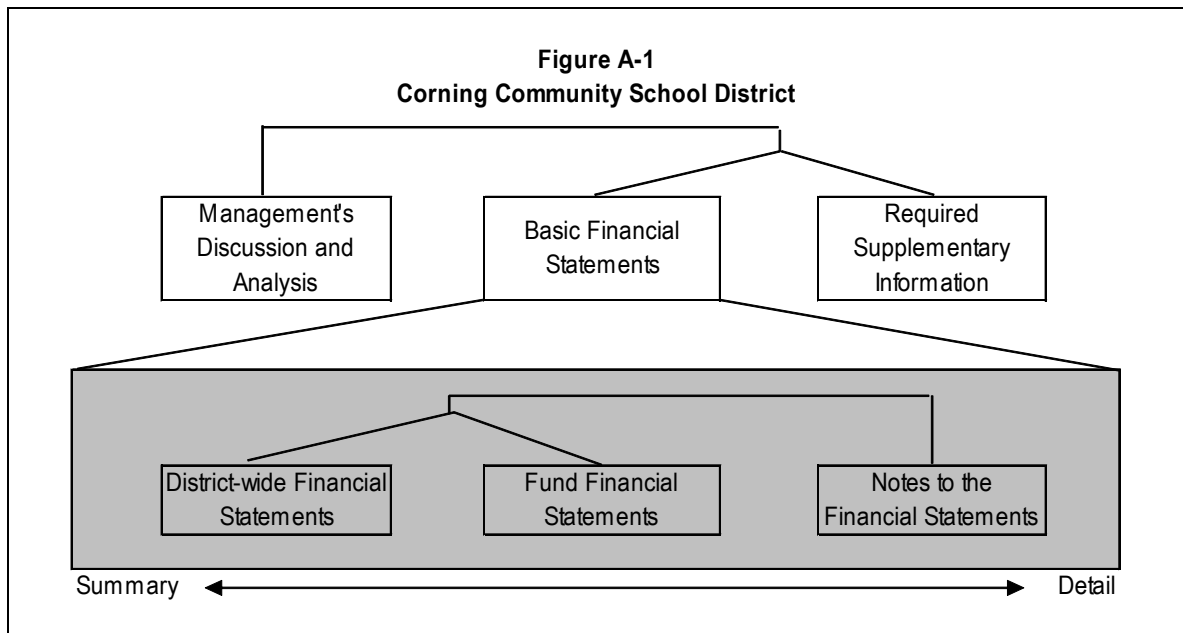 Figure A-1
Corning Community School District
Management's
Discussion and
Analysis
Basic Financial
Statements
Required
Supplementary
Information
District-wide Financial
Statements
Fund Financial
Statements
Notes to the
Financial Statements
Summary
Detail